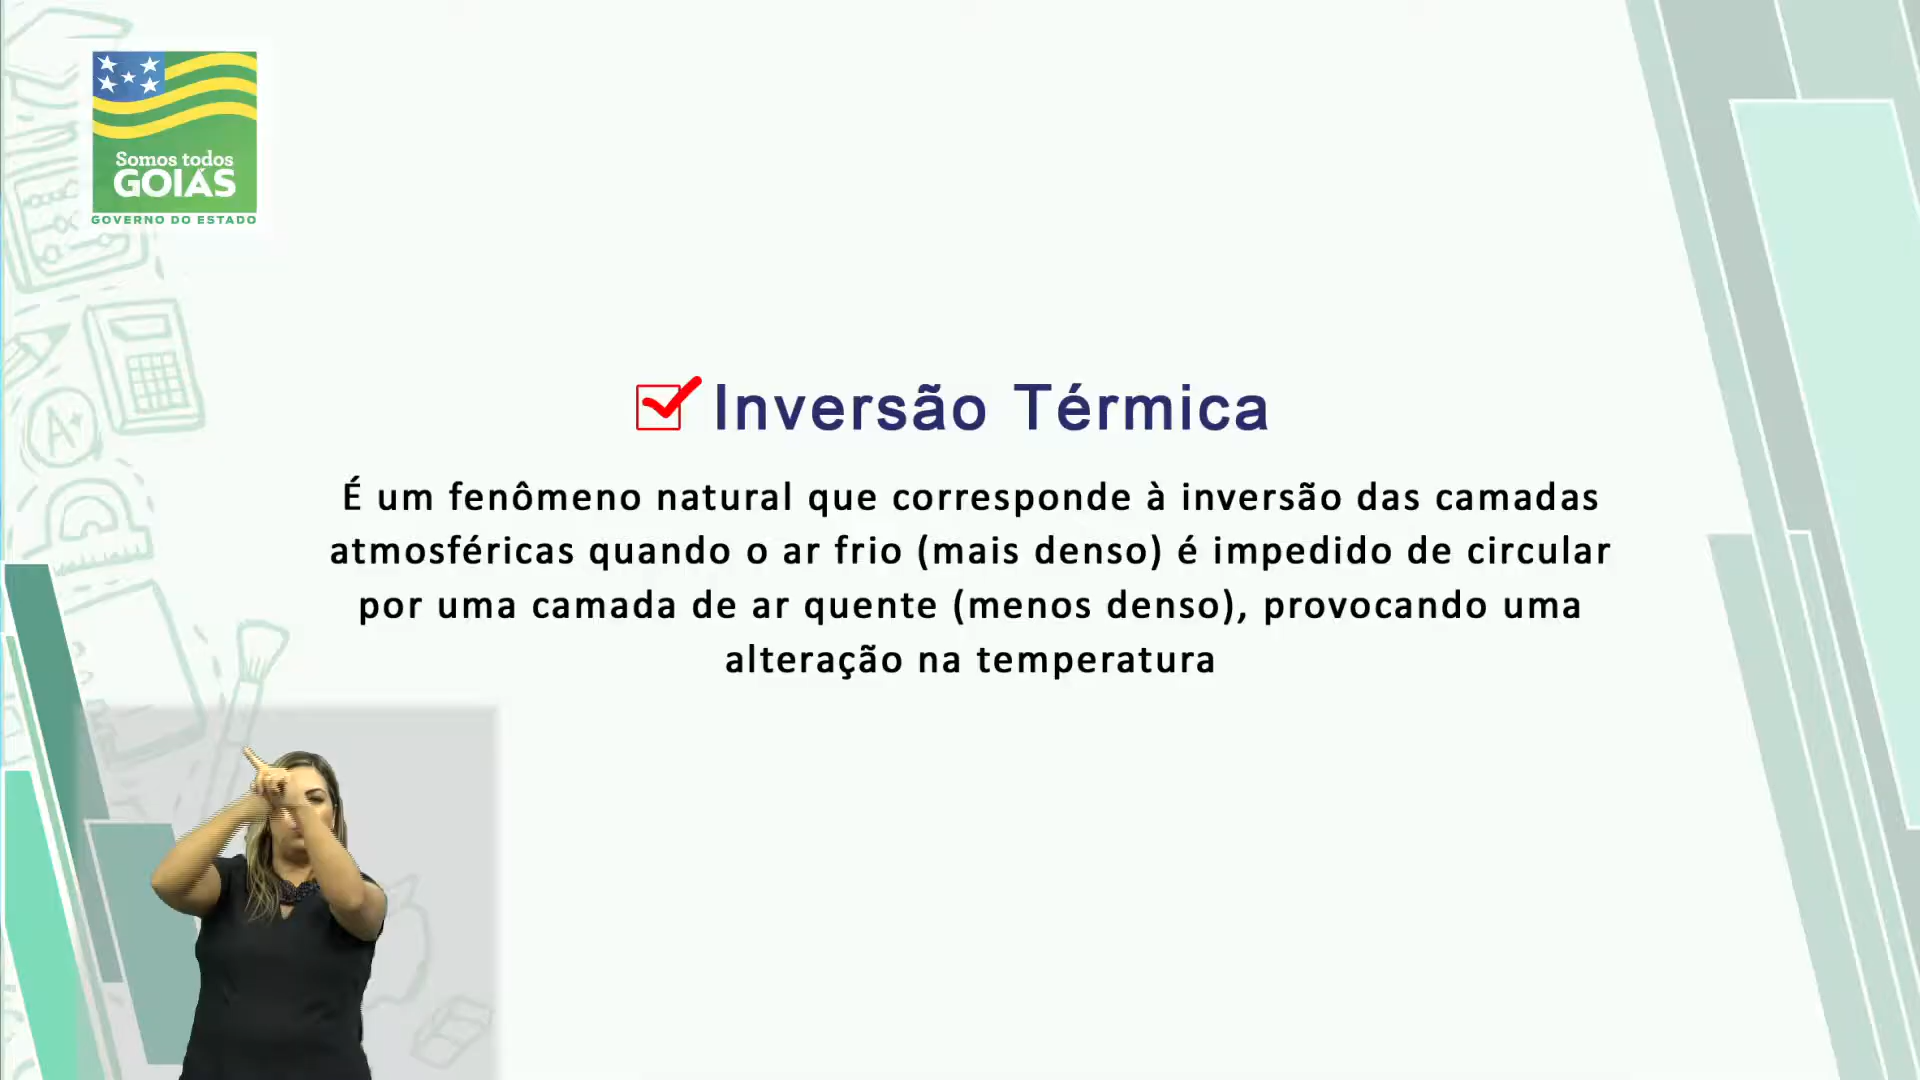 Somos todos
GOIÁS
GOVERNO DO ESTADO
Inversão Térmica
É um fenômeno natural que corresponde à inversão das camadas
atmosféricas quando o ar frio (mais denso) é impedido de circular
por uma camada de ar quente (menos denso), provocando uma
alteração na temperatura
A+